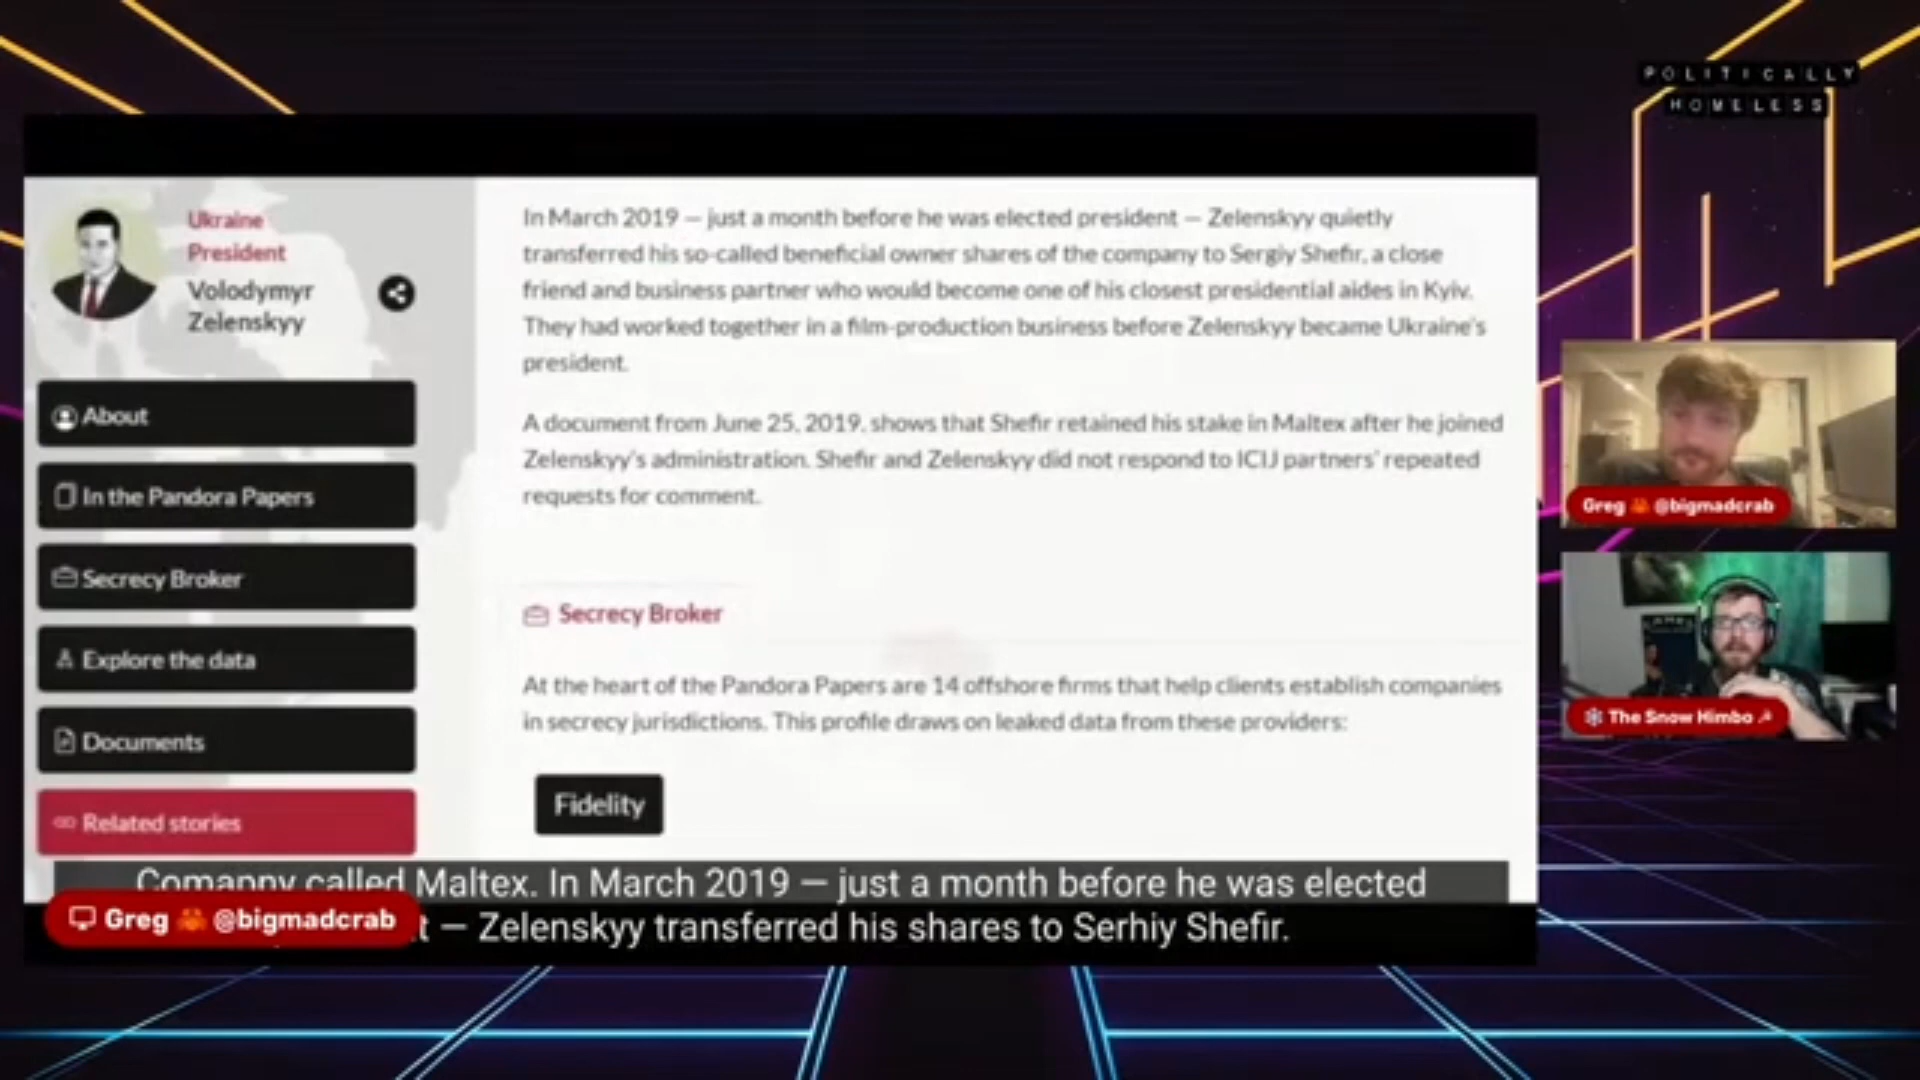 POLITICALLY
HOMELESS
Ukraine
President
Volodymyr
Zelenskyy
About
In the Pandora Papers
Secrecy Broker
Explore the data
Documents
Related stories
In March 2019 — just a month before he was elected president — Zelenskyy quietly
transferred his so-called beneficial owner shares of the company to Sergiy Shefir, a close
friend and business partner who would become one of his closest presidential aides in Kyiv.
They had worked together in a film-production business before Zelenskyy became Ukraine's
president.
A document from June 25, 2019, shows that Shefir retained his stake in Maltex after he joined
Zelenskyy's administration. Shefir and Zelenskyy did not respond to ICIJ partners' repeated
requests for comment.
Secrecy Broker
At the heart of the Pandora Papers are 14 offshore firms that help clients establish companies
in secrecy jurisdictions. This profile draws on leaked data from these providers:
Fidelity
Comapny called Maltex. In March 2019 — just a month before he was elected
t — Zelenskyy transferred his shares to Serhiy Shefir.
Greg 🦀 @bigmadcrab
Greg 🦀 @bigmadcrab
The Snow Himbo